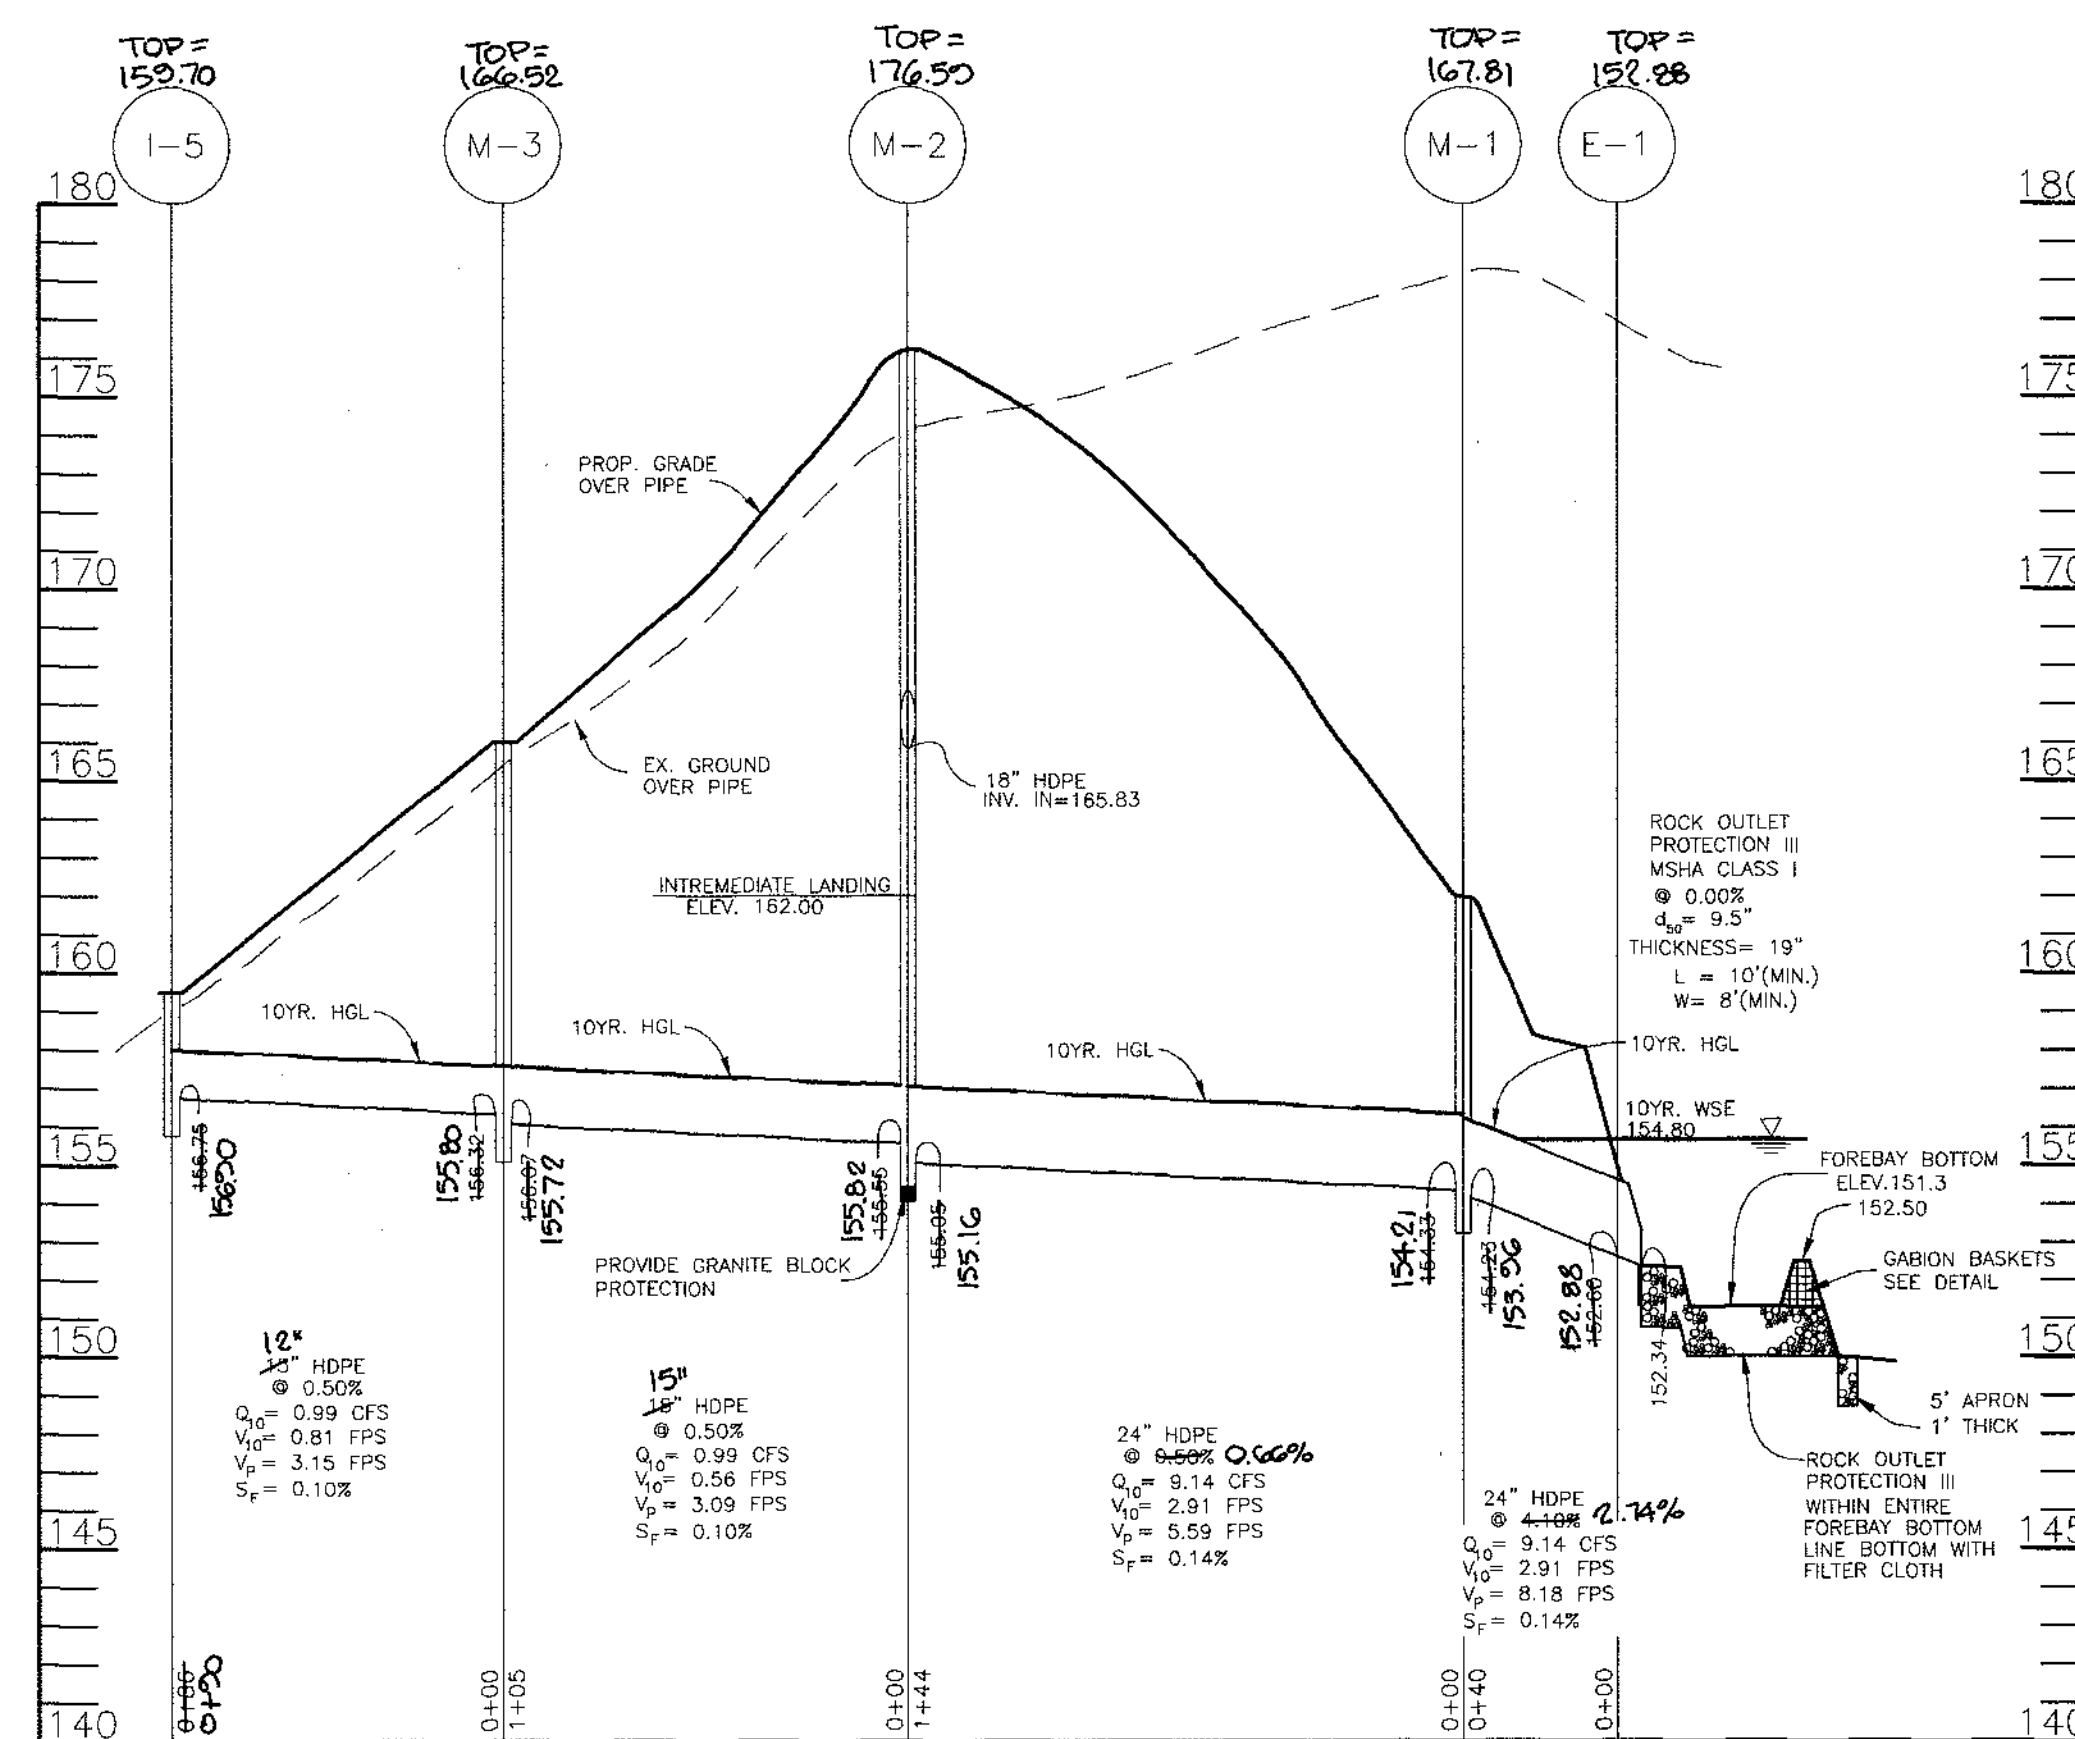 TOP =
159.70
TOP=
166.52
TOP =
176.59
TOP =
167.81
TOP =
152.88
I-5
M-3
M-2
M-1
E-1
180
175
170
165
160
155
150
145
140
PROP. GRADE
OVER PIPE
EX. GROUND
OVER PIPE
18" HDPE
INV. IN=165.83
INTREMEDIATE LANDING
ELEV. 162.00
10YR. HGL
10YR. HGL
10YR. HGL
10YR. HGL
ROCK OUTLET
PROTECTION III
MSHA CLASS I
@ 0.00%
d50= 9.5"
THICKNESS= 19"
L = 10'(MIN.)
W= 8'(MIN.)
10YR. WSE
154.80
FOREBAY BOTTOM
ELEV.151.3
152.50
GABION BASKETS
SEE DETAIL
156.75
156.90
155.80
156.32
156.07
155.72
155.82
155.55
155.05
155.16
154.21
154.33
154.23
153.96
152.88
152.60
152.34
PROVIDE GRANITE BLOCK
PROTECTION
12"
15" HDPE
@ 0.50%
Q10= 0.99 CFS
V10= 0.81 FPS
Vp= 3.15 FPS
SF= 0.10%
15"
18" HDPE
@ 0.50%
Q10= 0.99 CFS
V10= 0.56 FPS
Vp= 3.09 FPS
SF= 0.10%
24" HDPE
@ 0.50% 0.66%
Q10= 9.14 CFS
V10= 2.91 FPS
Vp= 5.59 FPS
SF= 0.14%
24" HDPE
@ 4.10% 2.74%
Q10= 9.14 CFS
V10= 2.91 FPS
Vp= 8.18 FPS
SF= 0.14%
5' APRON
1' THICK
ROCK OUTLET
PROTECTION III
WITHIN ENTIRE
FOREBAY BOTTOM
LINE BOTTOM WITH
FILTER CLOTH
0+90
0+00
1+05
0+00
1+44
0+00
0+40
0+00
180
175
170
165
160
155
150
145
140